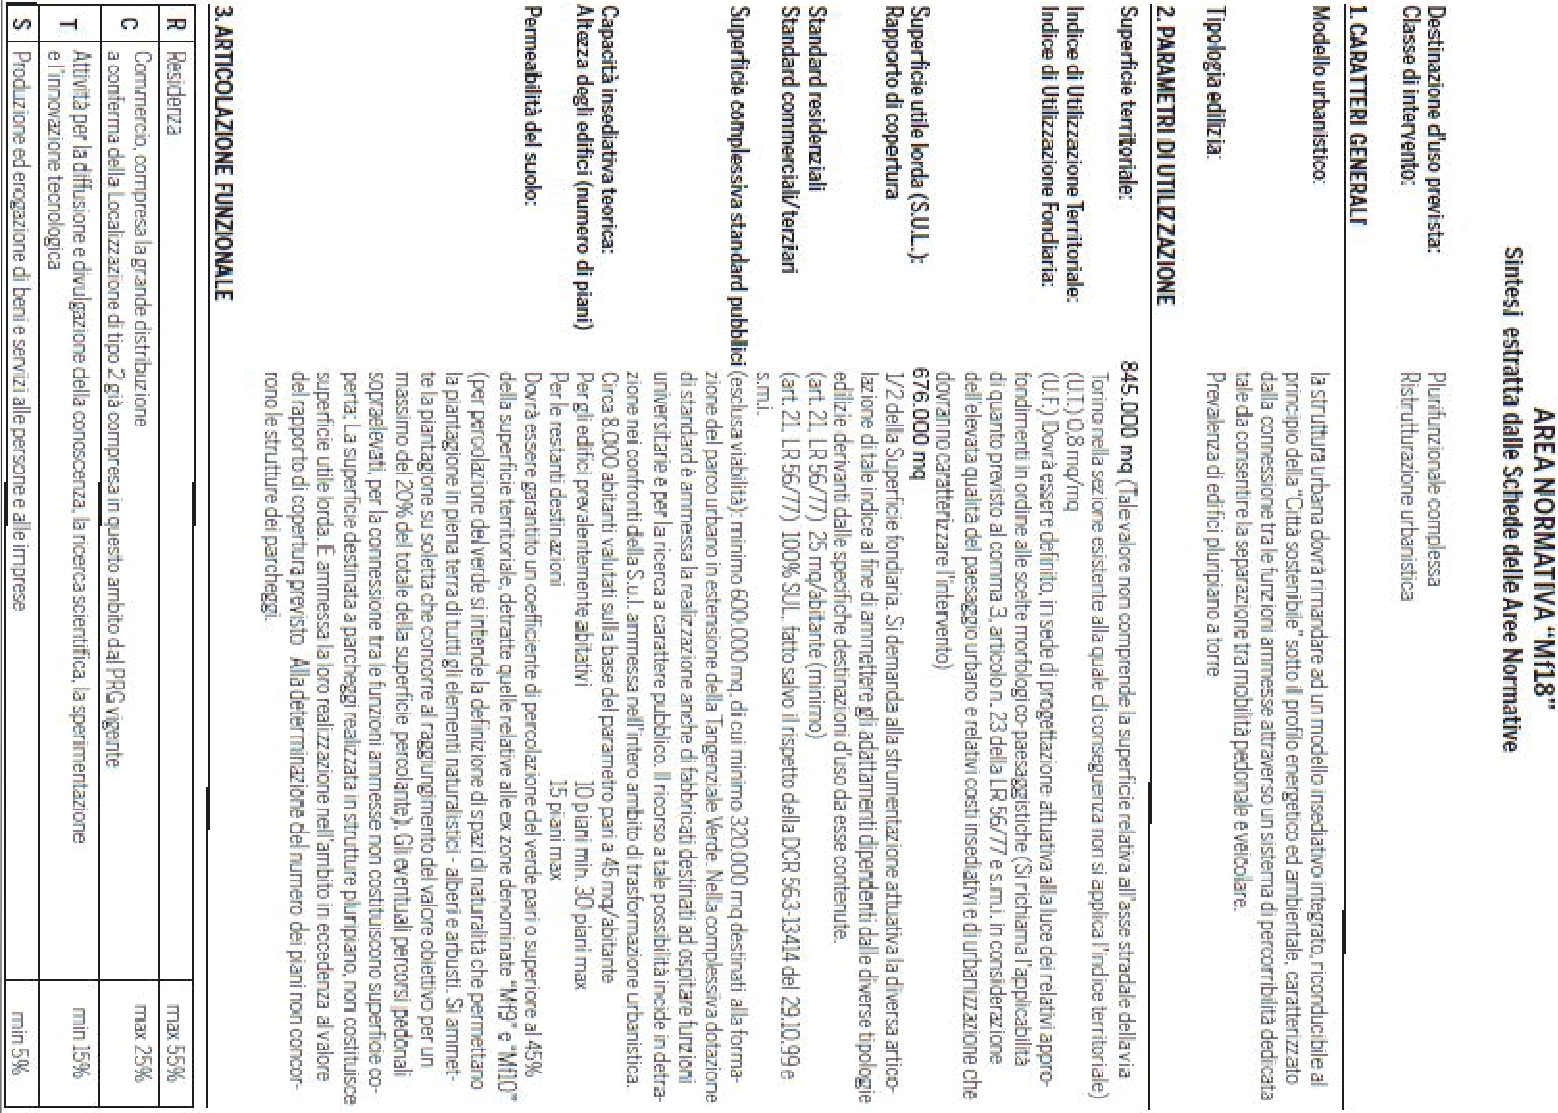 AREA NORMATIVA “Mf18”
Sintesi estratta dalle Schede delle Aree Normative
Destinazione d'uso prevista: Plurifunzionale complessa
Classe di intervento: Ristrutturazione urbanistica
1. CARATTERI GENERALI
Modello urbanistico: la struttura urbana dovrà rimandare ad un modello insediativo integrato, riconducibile al
principio della “Città sostenibile” sotto il profilo energetico ed ambientale, caratterizzato
dalla connessione tra le funzioni ammesse attraverso un sistema di percorribilità dedicata
tale da consentire la separazione tra mobilità pedonale e veicolare.
Tipologia edilizia: Prevalenza di edifici pluripiano a torre
2. PARAMETRI DI UTILIZZAZIONE
Superficie territoriale: 845.000 mq (Tale valore non comprende la superficie relativa all'asse stradale della via
Torino nella sezione esistente alla quale di conseguenza non si applica l'indice territoriale)
Indice di Utilizzazione Territoriale: (U.T.) 0,8 mq/mq
Indice di Utilizzazione Fondiaria: (U.F.) Dovrà essere definito, in sede di progettazione attuativa alla luce dei relativi appro-
fondimenti in ordine alle scelte morfologico-paesaggistiche (Si richiama l'applicabilità
di quanto previsto al comma 3, articolo n. 23 della LR 56/77 e s.m.i. in considerazione
dell'elevata qualità del paesaggio urbano e relativi costi insediativi e di urbanizzazione che
dovranno caratterizzare l'intervento)
Superficie utile lorda (S.U.L.): 676.000 mq
Rapporto di copertura 1/2 della Superficie fondiaria. Si demanda alla strumentazione attuativa la diversa artico-
lazione di tale indice al fine di ammettere gli adattamenti dipendenti dalle diverse tipologie
edilizie derivanti dalle specifiche destinazioni d'uso da esse contenute.
Standard residenziali (art. 21, LR 56/77) 25 mq/abitante (minimo)
Standard commerciali/terziari (art. 21, LR 56/77) 100% SUL, fatto salvo il rispetto della DCR 563-13414 del 29.10.99 e
s.m.i.
Superficie complessiva standard pubblici (esclusa viabilità): minimo 600.000 mq, di cui minimo 320.000 mq destinati alla forma-
zione del parco urbano in estensione della Tangenziale Verde. Nella complessiva dotazione
di standard è ammessa la realizzazione anche di fabbricati destinati ad ospitare funzioni
universitarie e per la ricerca a carattere pubblico. Il ricorso a tale possibilità incide in detra-
zione nei confronti della S.u.l. ammessa nell'intero ambito di trasformazione urbanistica.
Capacità insediativa teorica: Circa 8.000 abitanti valutati sulla base del parametro pari a 45 mq/abitante
Altezza degli edifici (numero di piani) Per gli edifici prevalentemente abitativi 10 piani min. 30 piani max
Per le restanti destinazioni 15 piani max
Permeabilità del suolo: Dovrà essere garantito un coefficiente di percolazione del verde pari o superiore al 45%
della superficie territoriale, detratte quelle relative alle ex zone denominate “Mf9” e “Mf10”
(per percolazione del verde si intende la definizione di spazi di naturalità che permettano
la piantagione in piena terra di tutti gli elementi naturalistici - alberi e arbusti. Si ammet-
te la piantagione su soletta che concorre al raggiungimento del valore obiettivo per un
massimo del 20% del totale della superficie percolante). Gli eventuali percorsi pedonali
sopraelevati, per la connessione tra le funzioni ammesse non costituiscono superficie co-
perta: La superficie destinata a parcheggi realizzata in strutture pluripiano, non costituisce
superficie utile lorda. E ammessa la loro realizzazione nell'ambito in eccedenza al valore
del rapporto di copertura previsto Alla determinazione del numero dei piani non concor-
rono le strutture dei parcheggi.
3. ARTICOLAZIONE FUNZIONALE
R Residenza max 55%
C Commercio, compresa la grande distribuzione
a conferma della Localizzazione di tipo 2 già compresa in questo ambito dal PRG vigente max 25%
T Attività per la diffusione e divulgazione della conoscenza, la ricerca scientifica, la sperimentazione
e l'innovazione tecnologica min 15%
S Produzione ed erogazione di beni e servizi alle persone e alle imprese min 5%